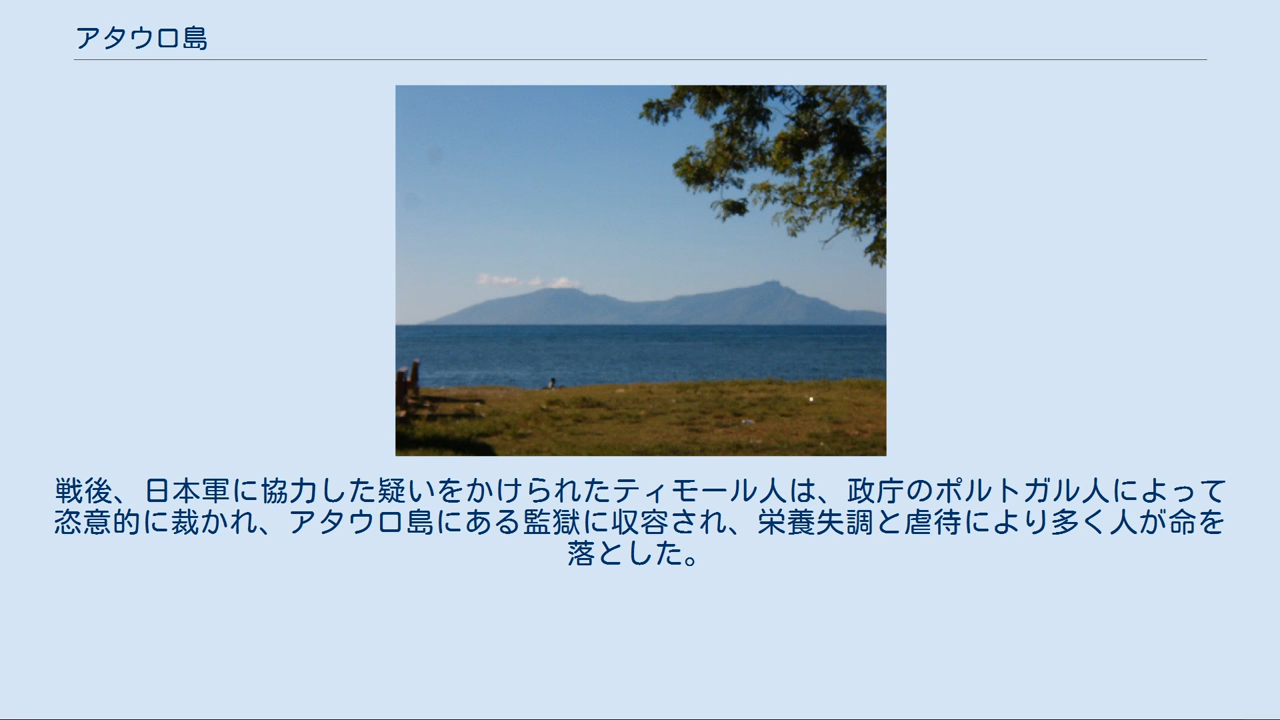 アタウロ島
戦後、日本軍に協力した疑いをかけられたティモール人は、政庁のポルトガル人によって
恣意的に裁かれ、アタウロ島にある監獄に収容され、栄養失調と虐待により多く人が命を
落とした。